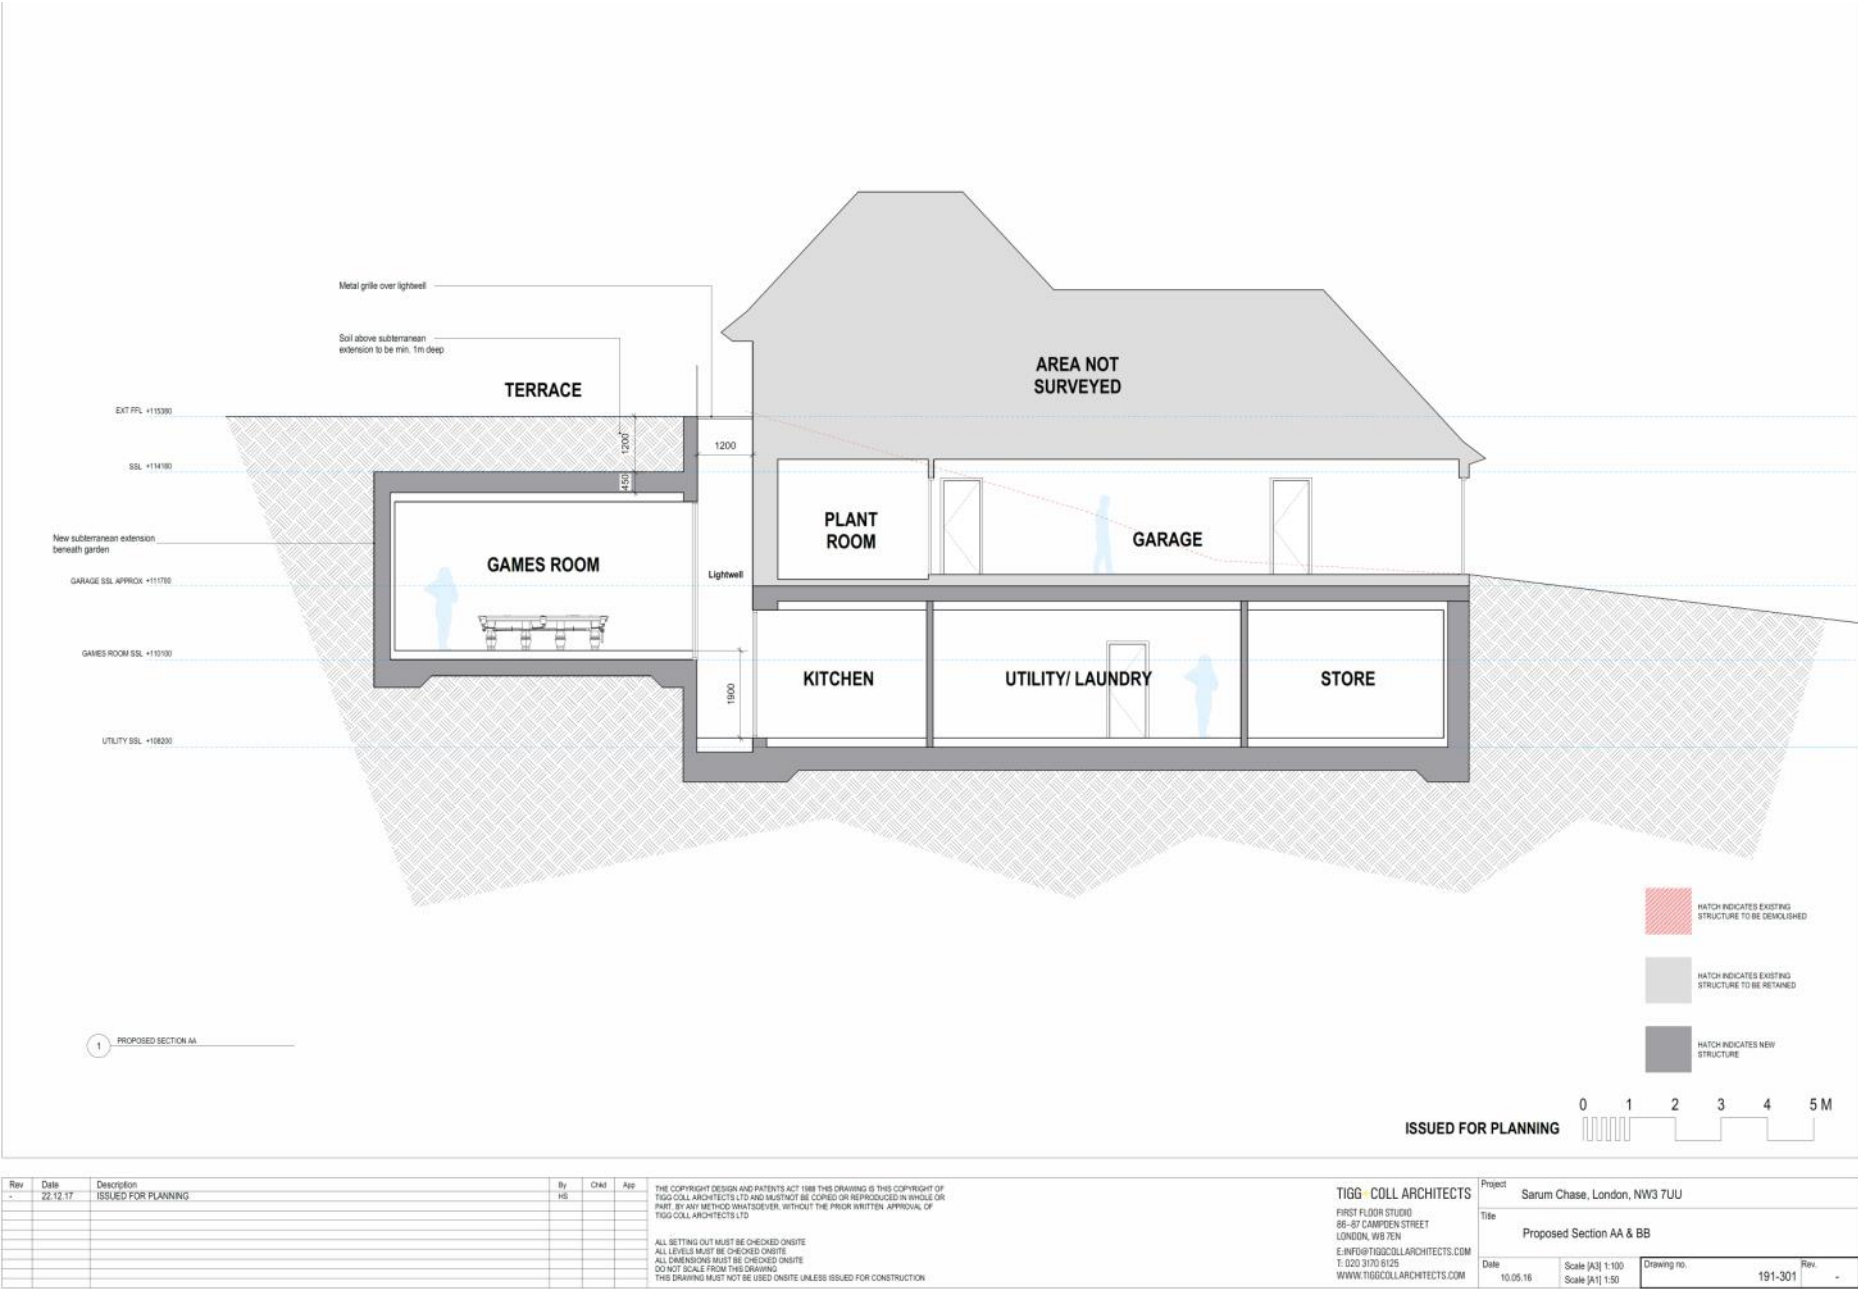 Metal grille over lightwell
Soil above subterranean
extension to be min. 1m deep
TERRACE
AREA NOT
SURVEYED
EXT FFL +115380
1200
1200
SSL +114180
450
PLANT
ROOM
GARAGE
New subterranean extension
beneath garden
GAMES ROOM
Lightwell
GARAGE SSL APPROX +111780
GAMES ROOM SSL +110100
KITCHEN
UTILITY/ LAUNDRY
STORE
1900
UTILITY SSL +108200
HATCH INDICATES EXISTING
STRUCTURE TO BE DEMOLISHED
HATCH INDICATES EXISTING
STRUCTURE TO BE RETAINED
HATCH INDICATES NEW
STRUCTURE
1 PROPOSED SECTION AA
0 1 2 3 4 5 M
ISSUED FOR PLANNING
Rev Date Description By Chkd App
- 22.12.17 ISSUED FOR PLANNING HS
THE COPYRIGHT DESIGN AND PATENTS ACT 1988 THIS DRAWING IS THIS COPYRIGHT OF
TIGG COLL ARCHITECTS LTD AND MUSTNOT BE COPIED OR REPRODUCED IN WHOLE OR
PART, BY ANY METHOD WHATSOEVER, WITHOUT THE PRIOR WRITTEN APPROVAL OF
TIGG COLL ARCHITECTS LTD
ALL SETTING OUT MUST BE CHECKED ONSITE
ALL LEVELS MUST BE CHECKED ONSITE
ALL DIMENSIONS MUST BE CHECKED ONSITE
DO NOT SCALE FROM THIS DRAWING
THIS DRAWING MUST NOT BE USED ONSITE UNLESS ISSUED FOR CONSTRUCTION
TIGG+COLL ARCHITECTS
FIRST FLOOR STUDIO
86-87 CAMPDEN STREET
LONDON, W8 7EN
E:INFO@TIGGCOLLARCHITECTS.COM
T: 020 3170 6125
WWW.TIGGCOLLARCHITECTS.COM
Project
Sarum Chase, London, NW3 7UU
Title
Proposed Section AA & BB
Date
10.05.16
Scale [A3] 1:100
Scale [A1] 1:50
Drawing no.
191-301
Rev.
-